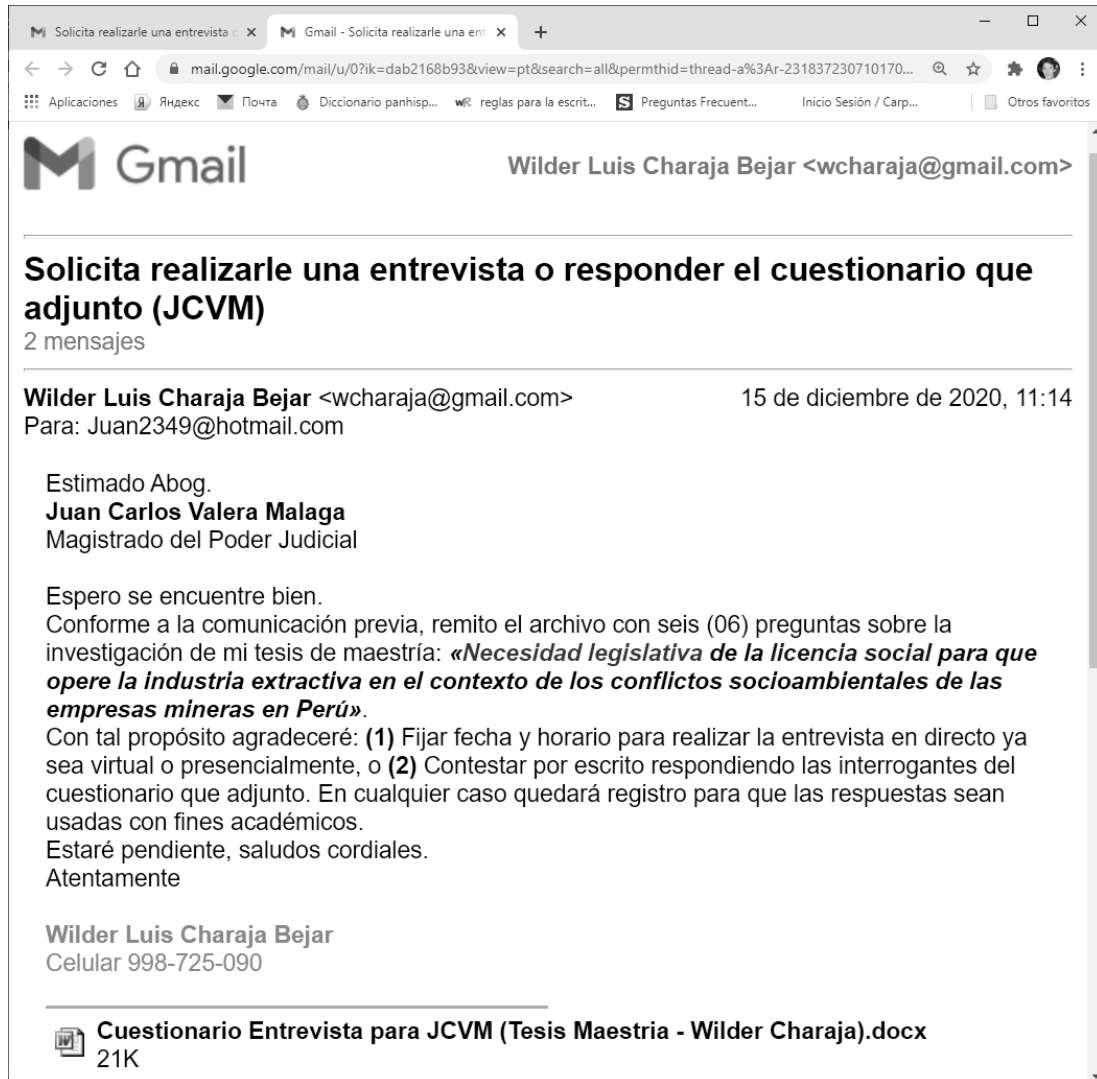 Solicita realizarle una entrevista c
Gmail - Solicita realizarle una ent
mail.google.com/mail/u/0?ik=dab2168b93&view=pt&search=all&permthid=thread-a%3Ar-231837230710170...
Aplicaciones Яндекс Почта Diccionario panhisp... wR reglas para la escrit... S Preguntas Frecuent... Inicio Sesión / Carp... Otros favoritos
Gmail
Wilder Luis Charaja Bejar <wcharaja@gmail.com>
Solicita realizarle una entrevista o responder el cuestionario que
adjunto (JCVM)
2 mensajes
Wilder Luis Charaja Bejar <wcharaja@gmail.com> 15 de diciembre de 2020, 11:14
Para: Juan2349@hotmail.com
Estimado Abog.
Juan Carlos Valera Malaga
Magistrado del Poder Judicial
Espero se encuentre bien.
Conforme a la comunicación previa, remito el archivo con seis (06) preguntas sobre la
investigación de mi tesis de maestría: «Necesidad legislativa de la licencia social para que
opere la industria extractiva en el contexto de los conflictos socioambientales de las
empresas mineras en Perú».
Con tal propósito agradeceré: (1) Fijar fecha y horario para realizar la entrevista en directo ya
sea virtual o presencialmente, o (2) Contestar por escrito respondiendo las interrogantes del
cuestionario que adjunto. En cualquier caso quedará registro para que las respuestas sean
usadas con fines académicos.
Estaré pendiente, saludos cordiales.
Atentamente
Wilder Luis Charaja Bejar
Celular 998-725-090
Cuestionario Entrevista para JCVM (Tesis Maestria - Wilder Charaja).docx
21K